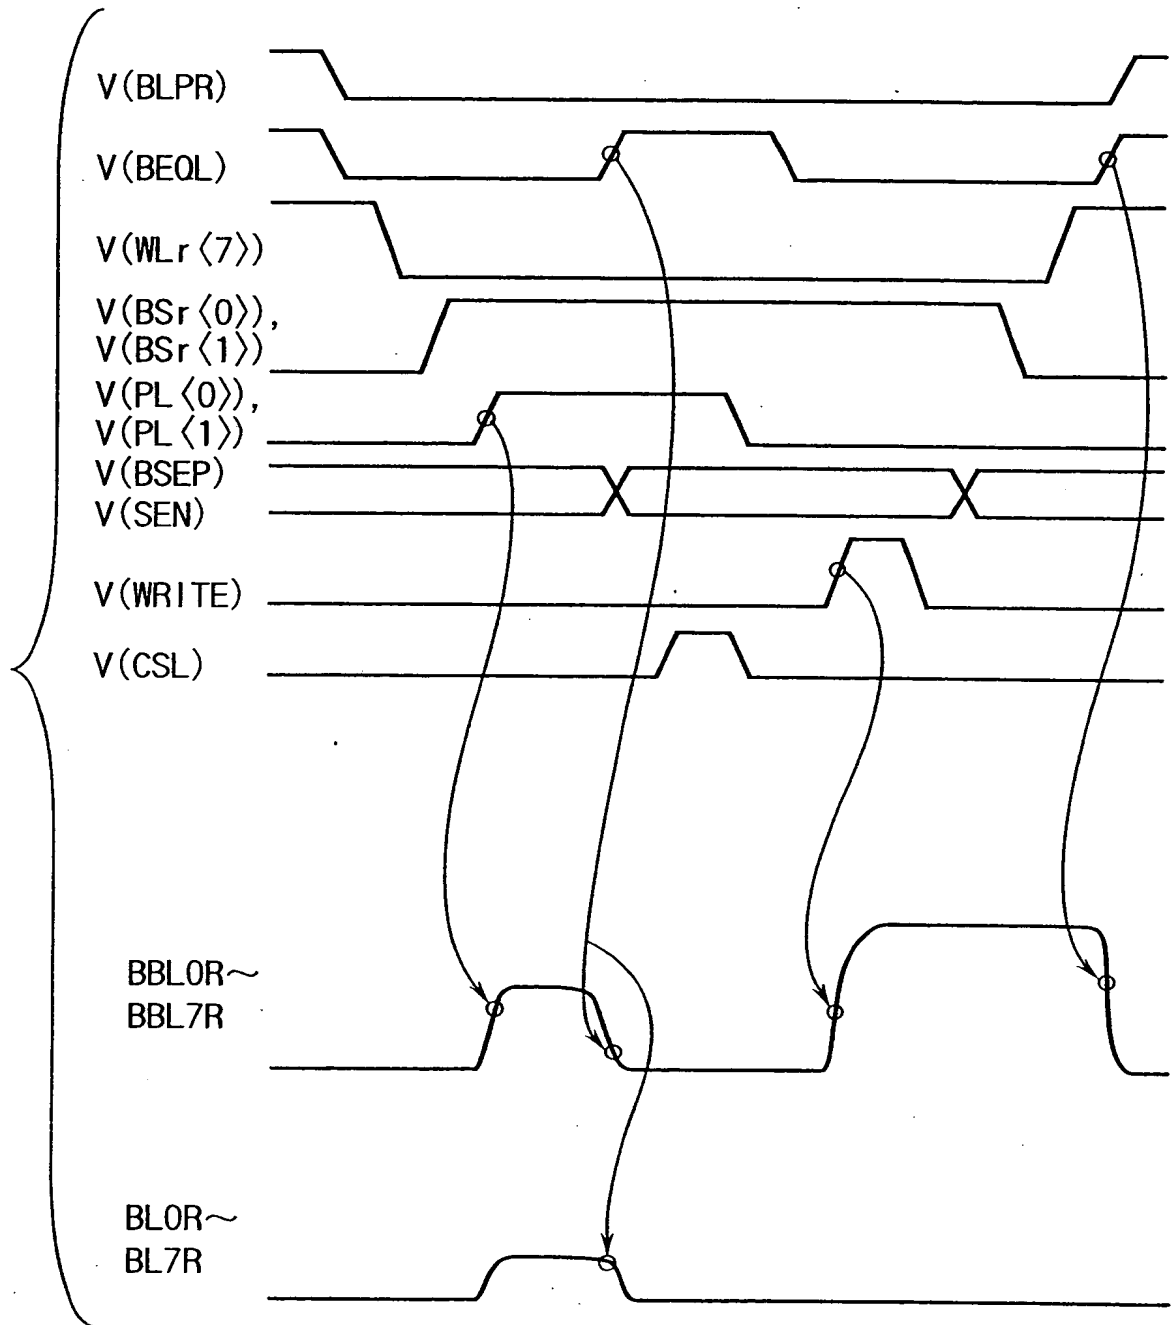 V(BLPR)
V(BEQL)
V(WLr〈7〉)
V(BSr〈0〉),
V(BSr〈1〉)
V(PL〈0〉),
V(PL〈1〉)
V(BSEP)
V(SEN)
V(WRITE)
V(CSL)
BBL0R~
BBL7R
BL0R~
BL7R